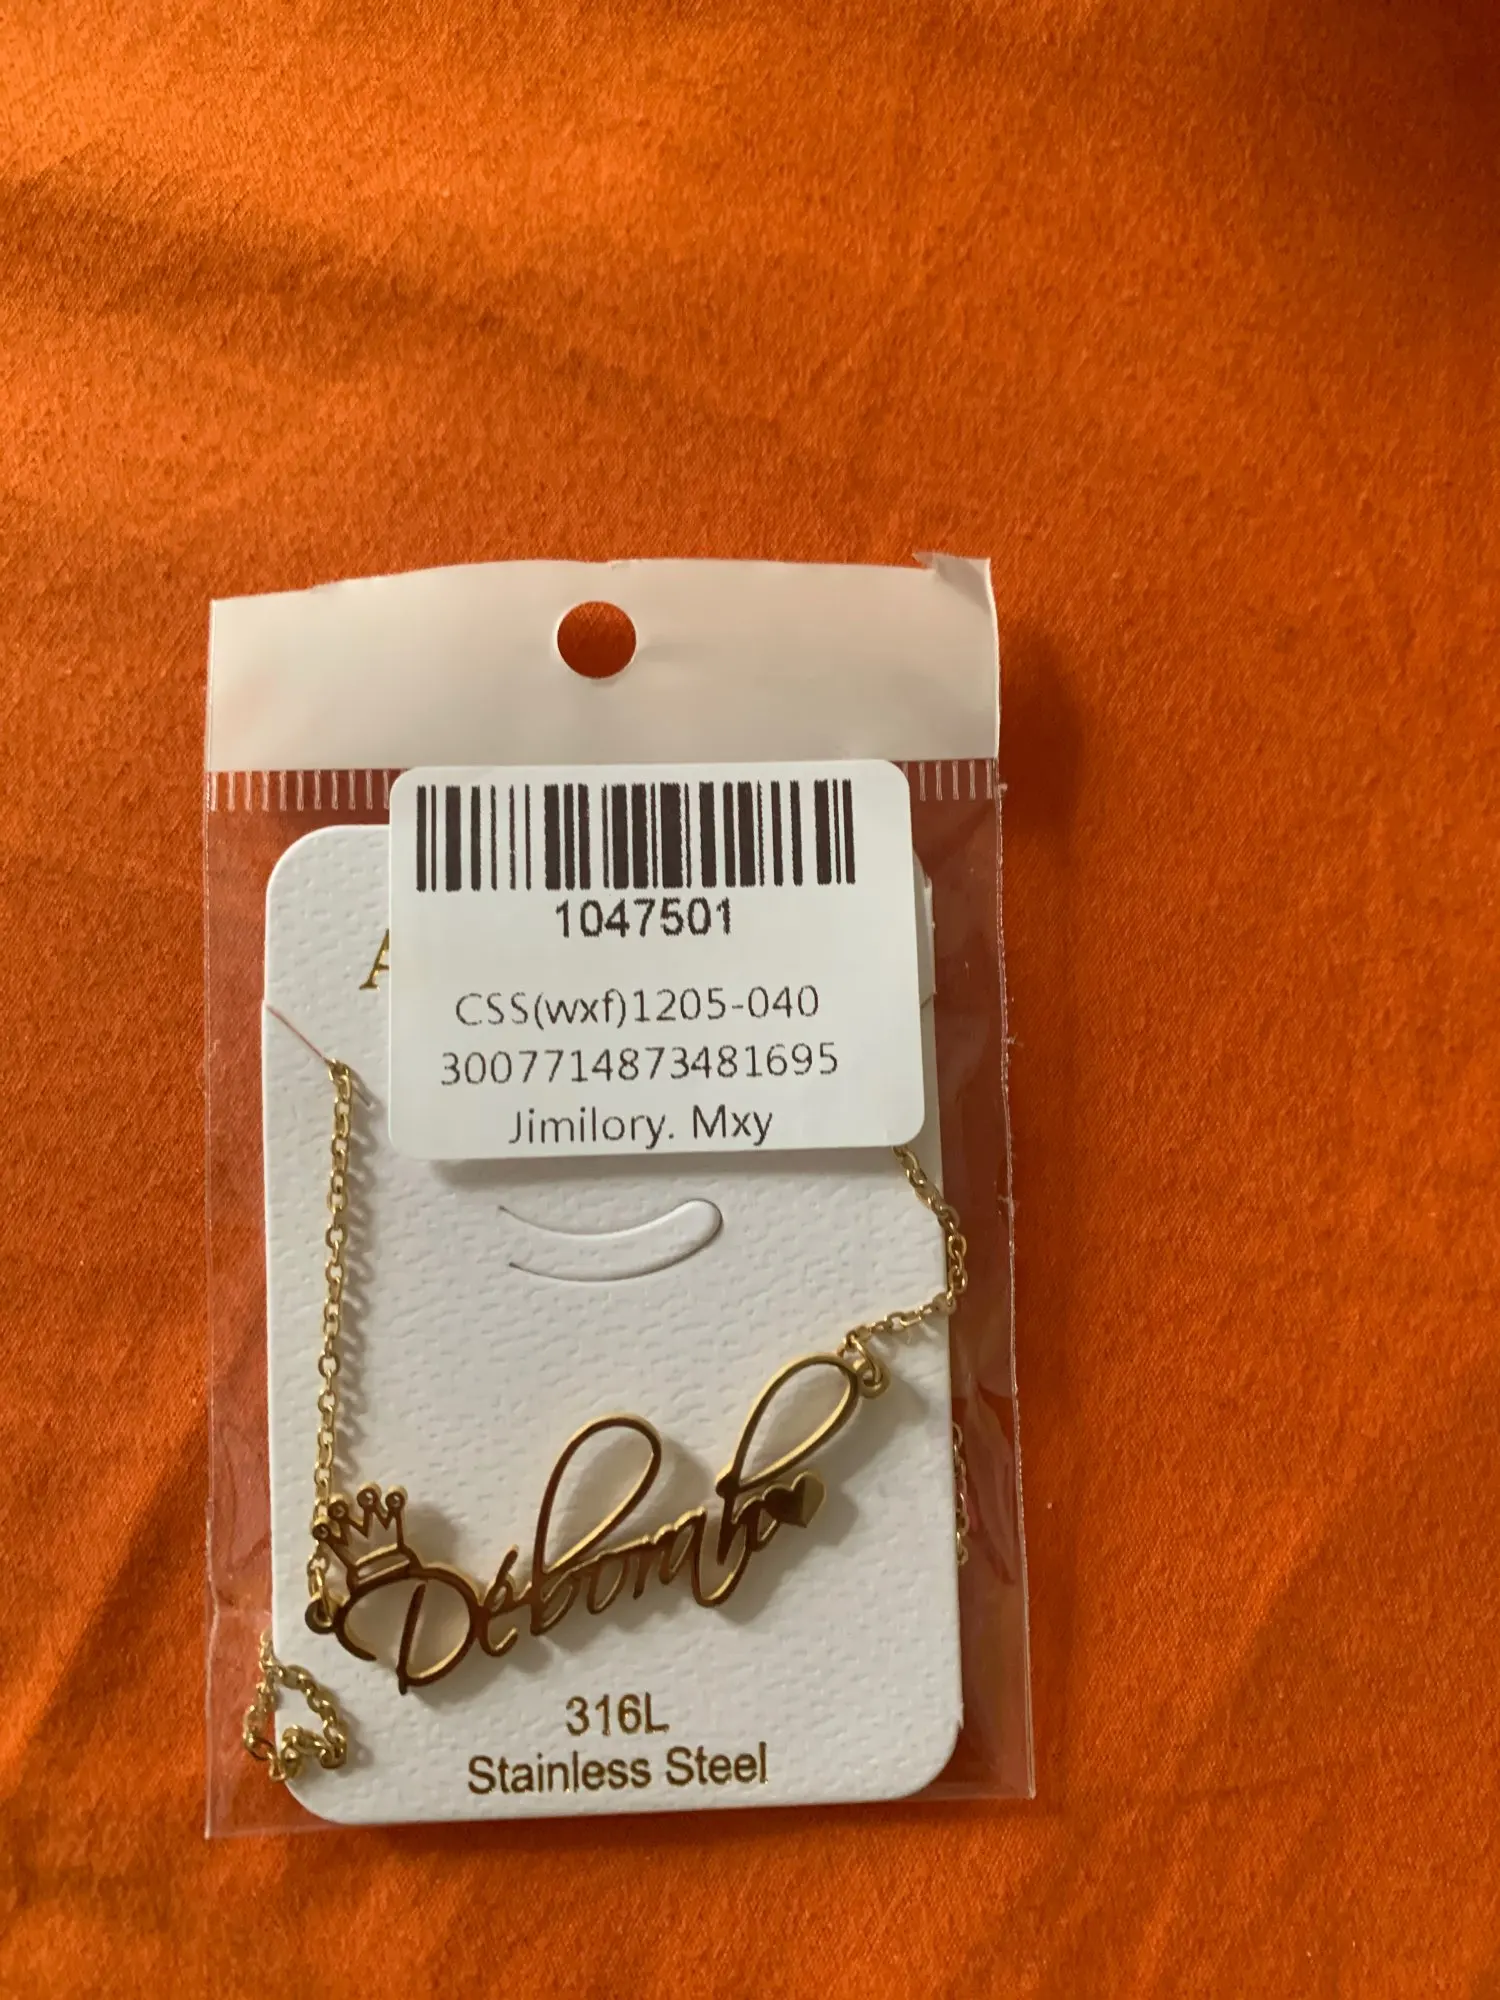 1047501
CSS(wxf)1205-040
3007714873481695
Jimilory. Mxy
A
Déborah
316L
Stainless Steel